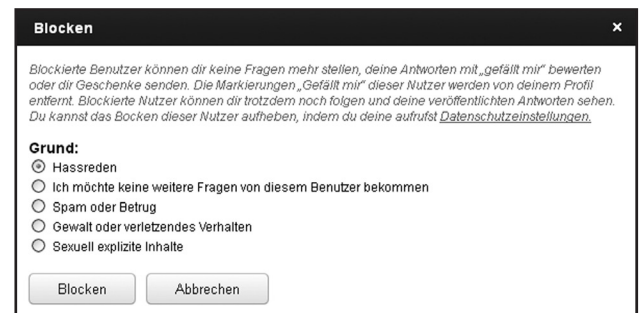 Blocken ×
Blockierte Benutzer können dir keine Fragen mehr stellen, deine Antworten mit „gefällt mir“ bewerten
oder dir Geschenke senden. Die Markierungen „Gefällt mir“ dieser Nutzer werden von deinem Profil
entfernt. Blockierte Nutzer können dir trotzdem noch folgen und deine veröffentlichten Antworten sehen.
Du kannst das Bocken dieser Nutzer aufheben, indem du deine aufrufst Datenschutzeinstellungen.
Grund:
Hassreden
Ich möchte keine weitere Fragen von diesem Benutzer bekommen
Spam oder Betrug
Gewalt oder verletzendes Verhalten
Sexuell explizite Inhalte
Blocken Abbrechen